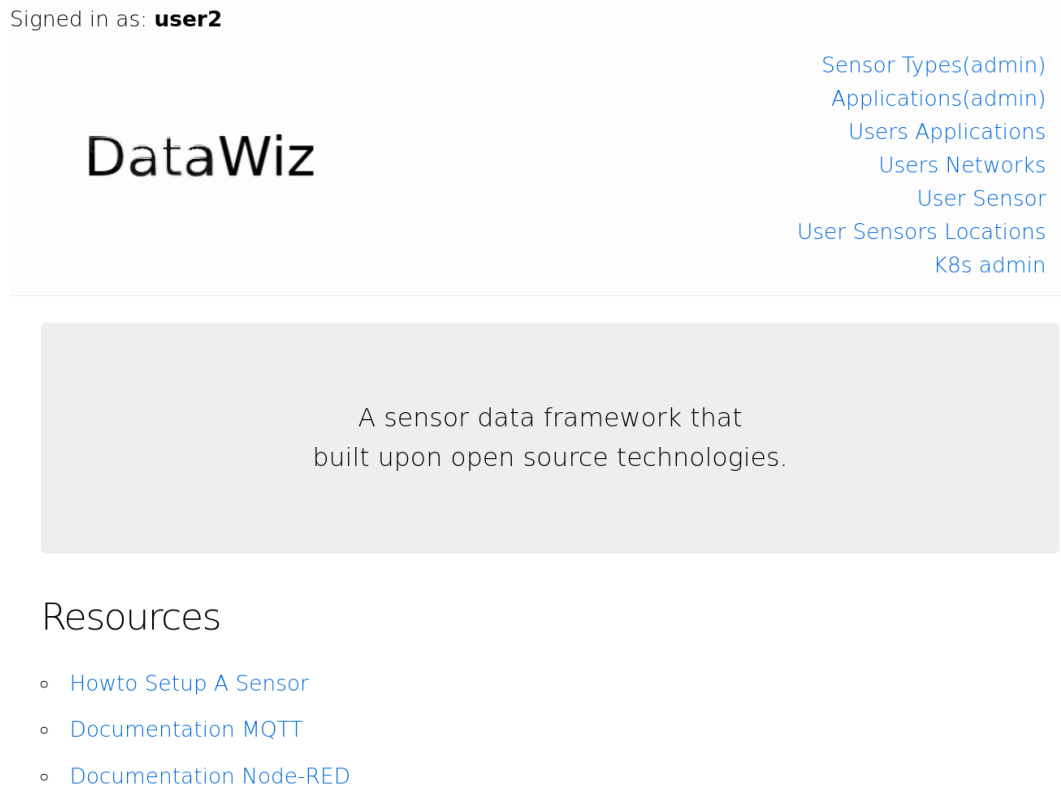 Signed in as: user2
Sensor Types(admin)
Applications(admin)
Users Applications
Users Networks
User Sensor
User Sensors Locations
K8s admin
DataWiz
A sensor data framework that
built upon open source technologies.
Resources
Howto Setup A Sensor
Documentation MQTT
Documentation Node-RED